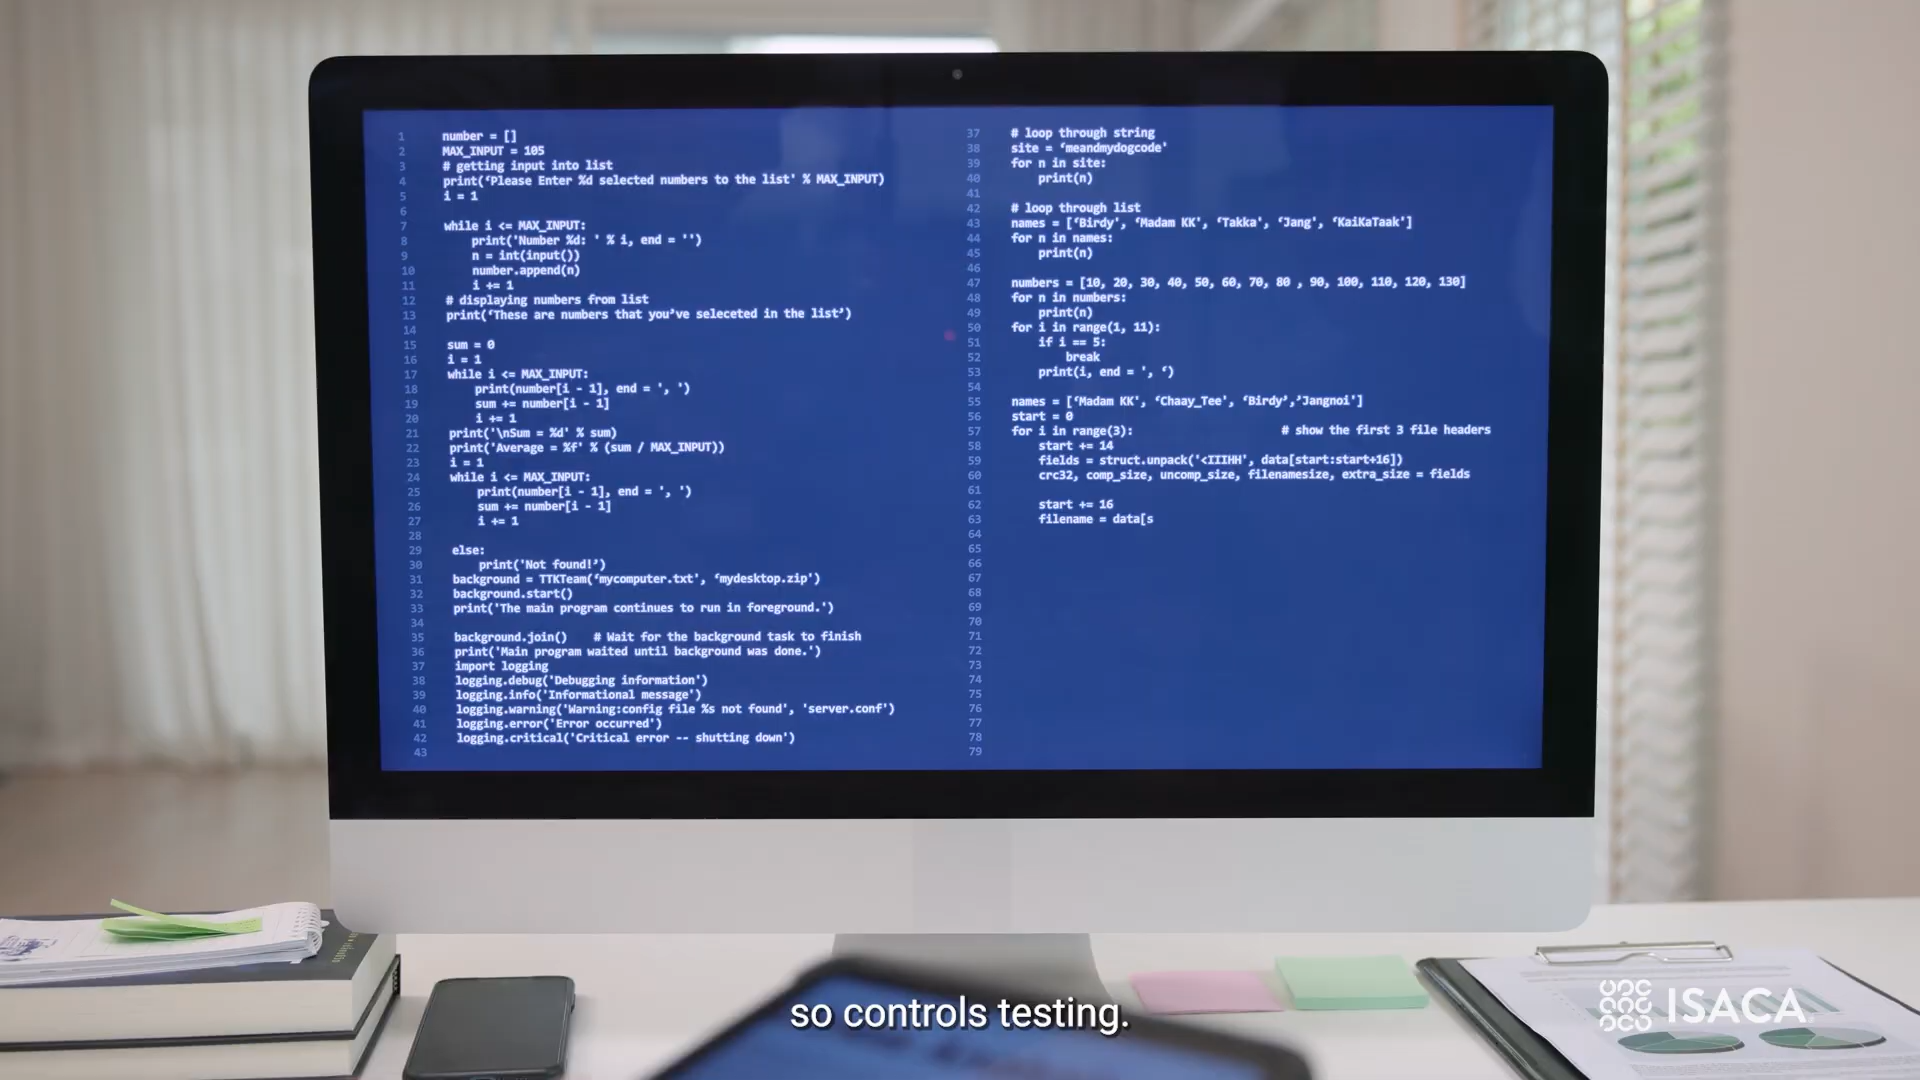 1 number = []
2 MAX_INPUT = 105
3 # getting input into list
4 print(‘Please Enter %d selected numbers to the list' % MAX_INPUT)
5 i = 1
6
7 while i <= MAX_INPUT:
8 print('Number %d: ' % i, end = '')
9 n = int(input())
10 number.append(n)
11 i += 1
12 # displaying numbers from list
13 print(‘These are numbers that you’ve seleceted in the list’)
14
15 sum = 0
16 i = 1
17 while i <= MAX_INPUT:
18 print(number[i - 1], end = ', ')
19 sum += number[i - 1]
20 i += 1
21 print('\nSum = %d' % sum)
22 print('Average = %f' % (sum / MAX_INPUT))
23 i = 1
24 while i <= MAX_INPUT:
25 print(number[i - 1], end = ', ')
26 sum += number[i - 1]
27 i += 1
28
29 else:
30 print('Not found!’)
31 background = TTKTeam(‘mycomputer.txt', ‘mydesktop.zip')
32 background.start()
33 print('The main program continues to run in foreground.')
34
35 background.join() # Wait for the background task to finish
36 print('Main program waited until background was done.')
37 import logging
38 logging.debug('Debugging information')
39 logging.info('Informational message')
40 logging.warning('Warning:config file %s not found', 'server.conf')
41 logging.error('Error occurred')
42 logging.critical('Critical error -- shutting down')
43
37 # loop through string
38 site = ‘meandmydogcode'
39 for n in site:
40 print(n)
41
42 # loop through list
43 names = [‘Birdy', ‘Madam KK', ‘Takka', ‘Jang', ‘KaiKaTaak']
44 for n in names:
45 print(n)
46
47 numbers = [10, 20, 30, 40, 50, 60, 70, 80 , 90, 100, 110, 120, 130]
48 for n in numbers:
49 print(n)
50 for i in range(1, 11):
51 if i == 5:
52 break
53 print(i, end = ', ‘)
54
55 names = [‘Madam KK', ‘Chaay_Tee', ‘Birdy’,’Jangnoi']
56 start = 0
57 for i in range(3): # show the first 3 file headers
58 start += 14
59 fields = struct.unpack('<IIIHH', data[start:start+16])
60 crc32, comp_size, uncomp_size, filenamesize, extra_size = fields
61
62 start += 16
63 filename = data[s
64
65
66
67
68
69
70
71
72
73
74
75
76
77
78
79
so controls testing.
ISACA